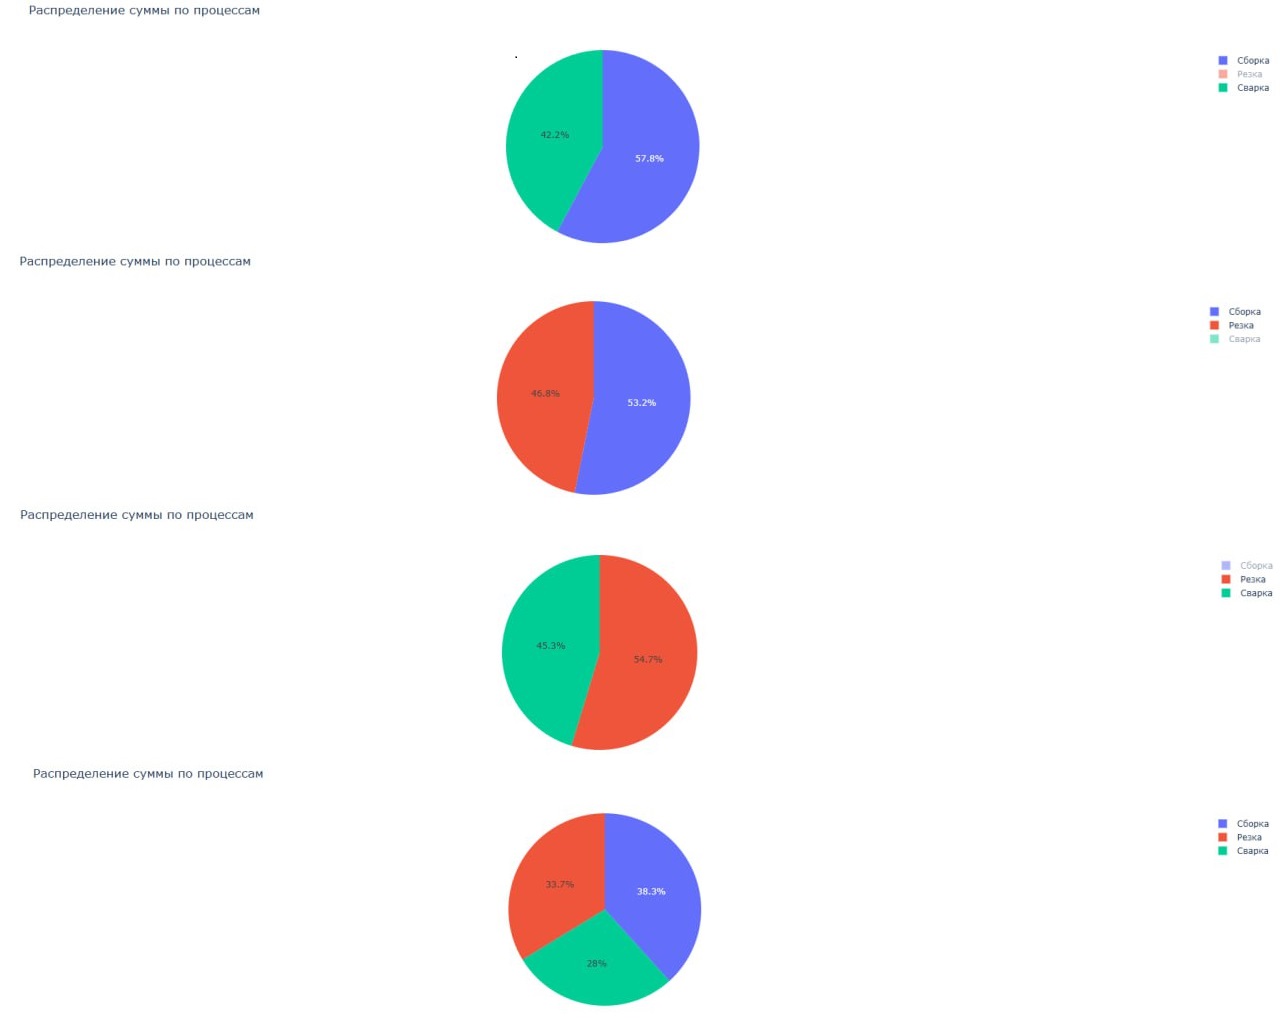 Распределение суммы по процессам
Сборка
Резка
Сварка
42.2%
57.8%
Распределение суммы по процессам
Сборка
Резка
Сварка
46.8%
53.2%
Распределение суммы по процессам
Сборка
Резка
Сварка
45.3%
54.7%
Распределение суммы по процессам
Сборка
Резка
Сварка
33.7%
38.3%
28%